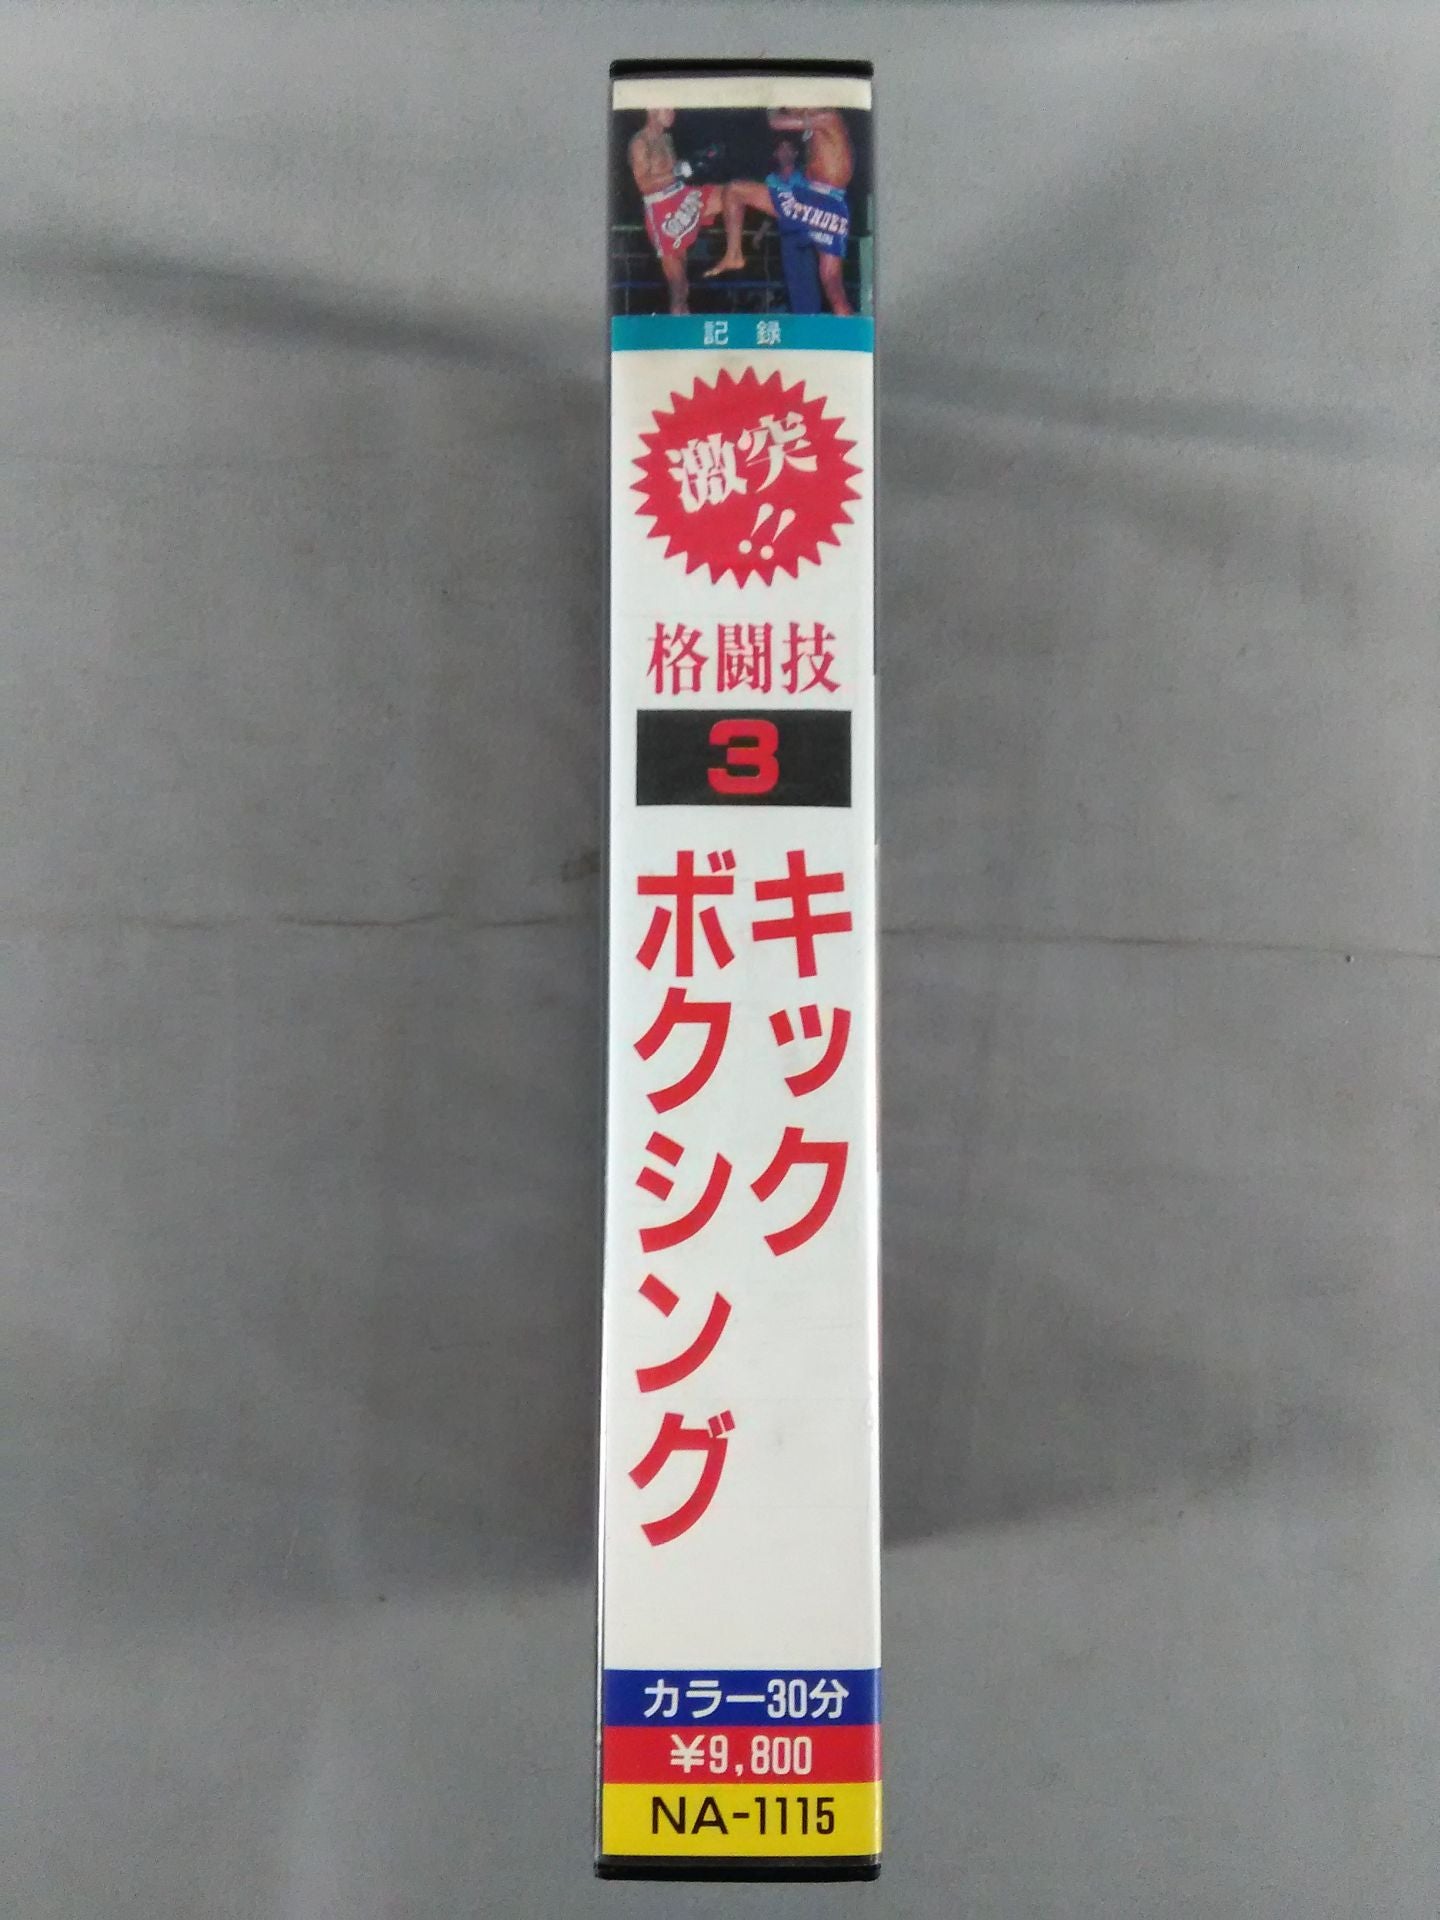 記録
激突
!!
格闘技
3
キック
ボクシング
カラー30分
¥9,800
NA-1115